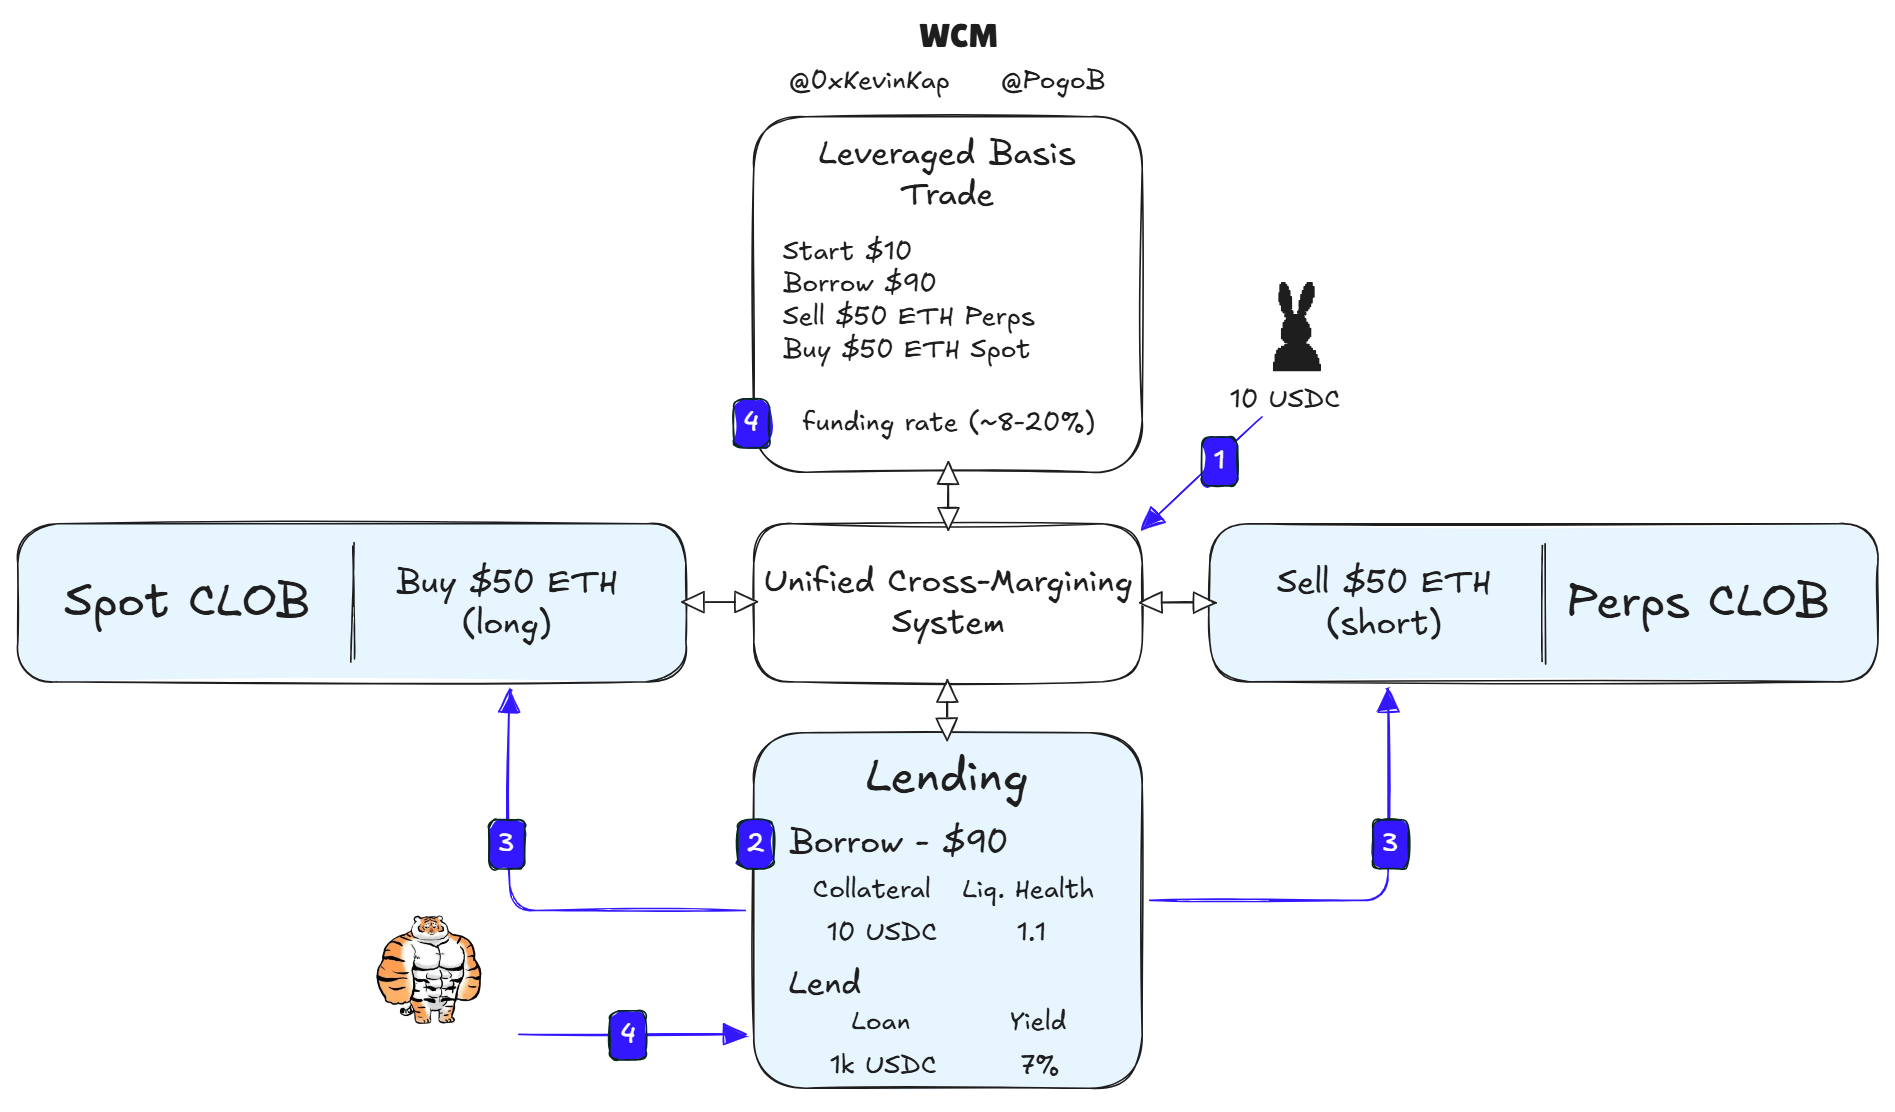 WCM
@0xKevinKap
@PogoB
Leveraged Basis
Trade
Start $10
Borrow $90
Sell $50 ETH Perps
Buy $50 ETH Spot
4
funding rate (~8-20%)
10 USDC
1
Spot CLOB
Buy $50 ETH
(long)
Unified Cross-Margining
System
Sell $50 ETH
(short)
Perps CLOB
Lending
3
2
Borrow - $90
3
Collateral
Liq. Health
10 USDC
1.1
Lend
Loan
Yield
4
1k USDC
7%